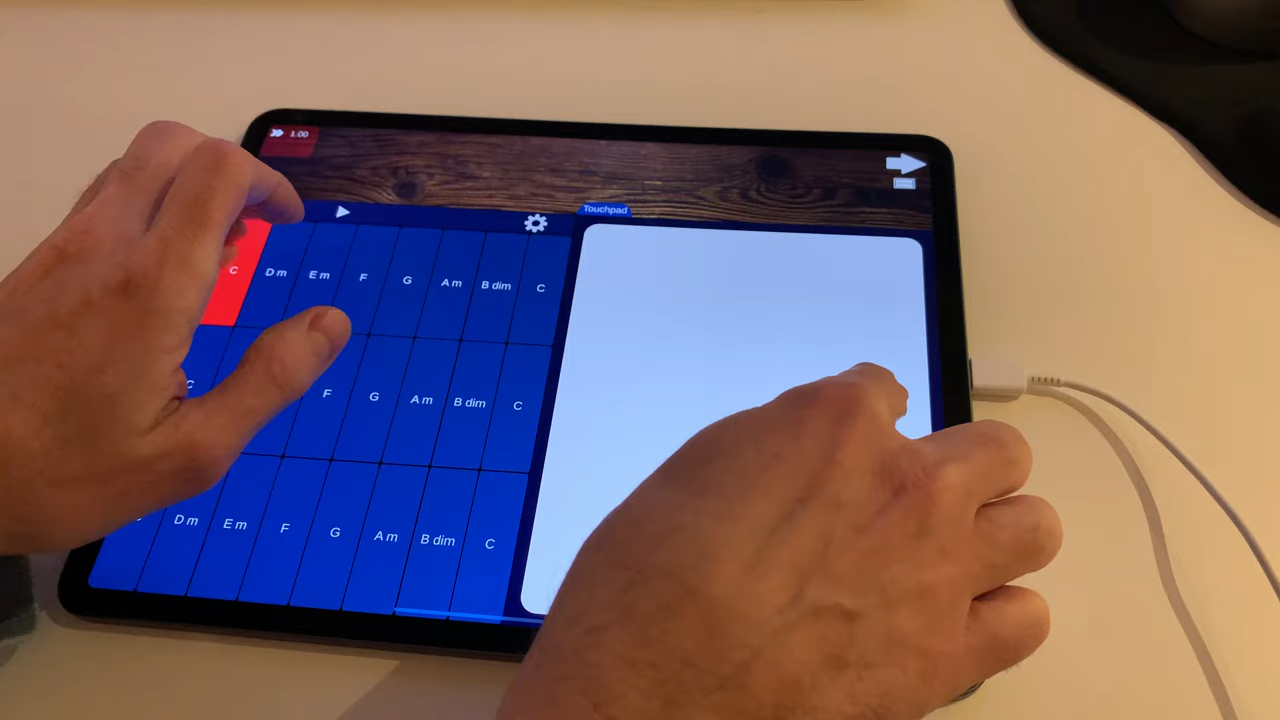 1.00
Touchpad
C Dm Em F G Am B dim C
C F G Am B dim C
Dm Em F G Am B dim C